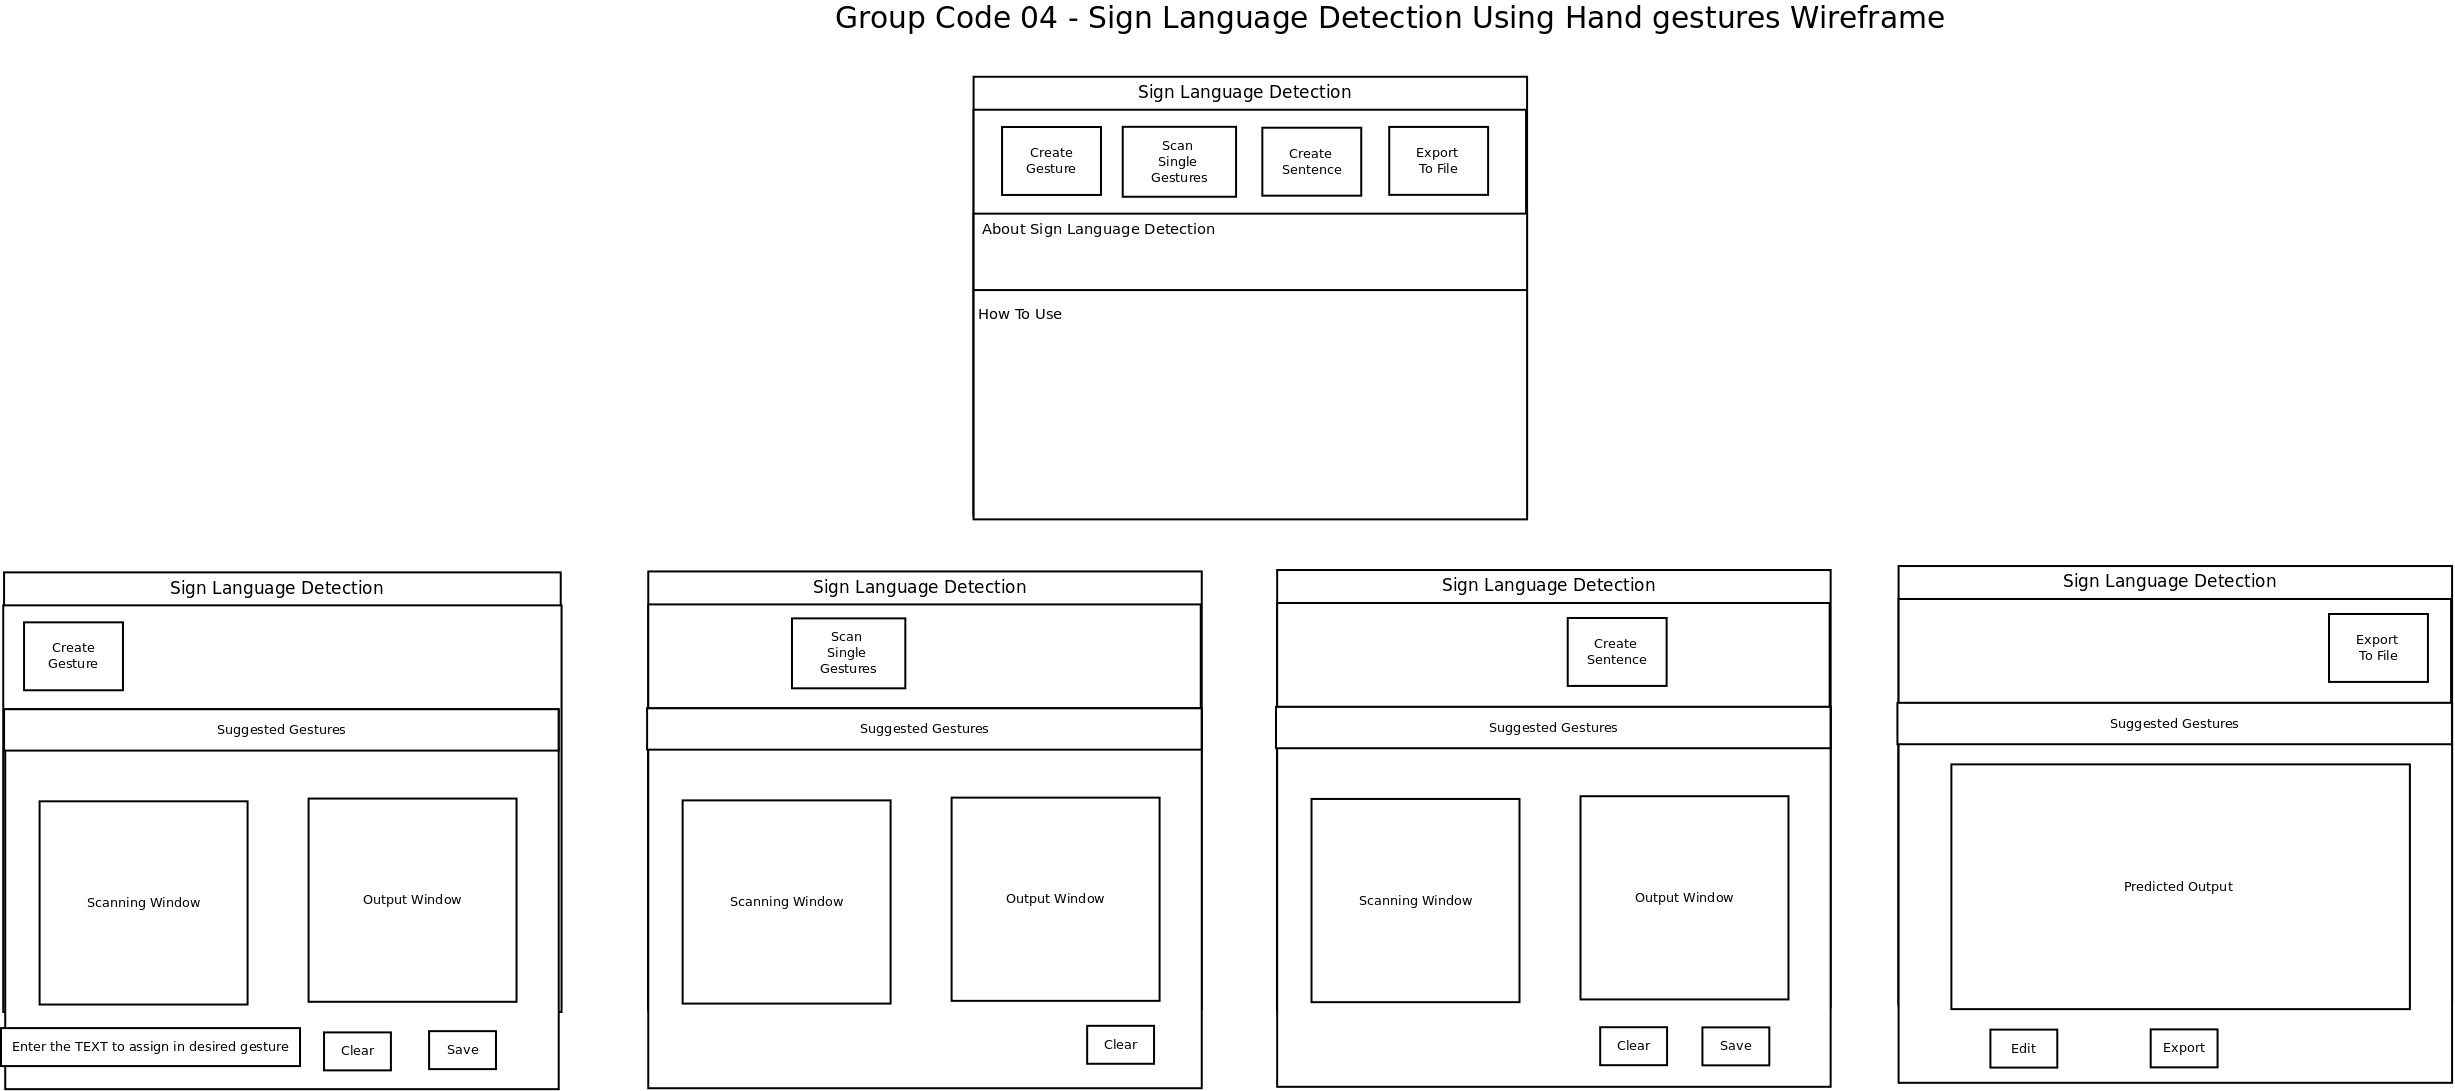 Group Code 04 - Sign Language Detection Using Hand gestures Wireframe
Sign Language Detection
Create
Gesture
Scan
Single
Gestures
Create
Sentence
Export
To File
About Sign Language Detection
How To Use
Sign Language Detection
Create
Gesture
Suggested Gestures
Scanning Window
Output Window
Enter the TEXT to assign in desired gesture
Clear
Save
Sign Language Detection
Scan
Single
Gestures
Suggested Gestures
Scanning Window
Output Window
Clear
Sign Language Detection
Create
Sentence
Suggested Gestures
Scanning Window
Output Window
Clear
Save
Sign Language Detection
Export
To File
Suggested Gestures
Predicted Output
Edit
Export